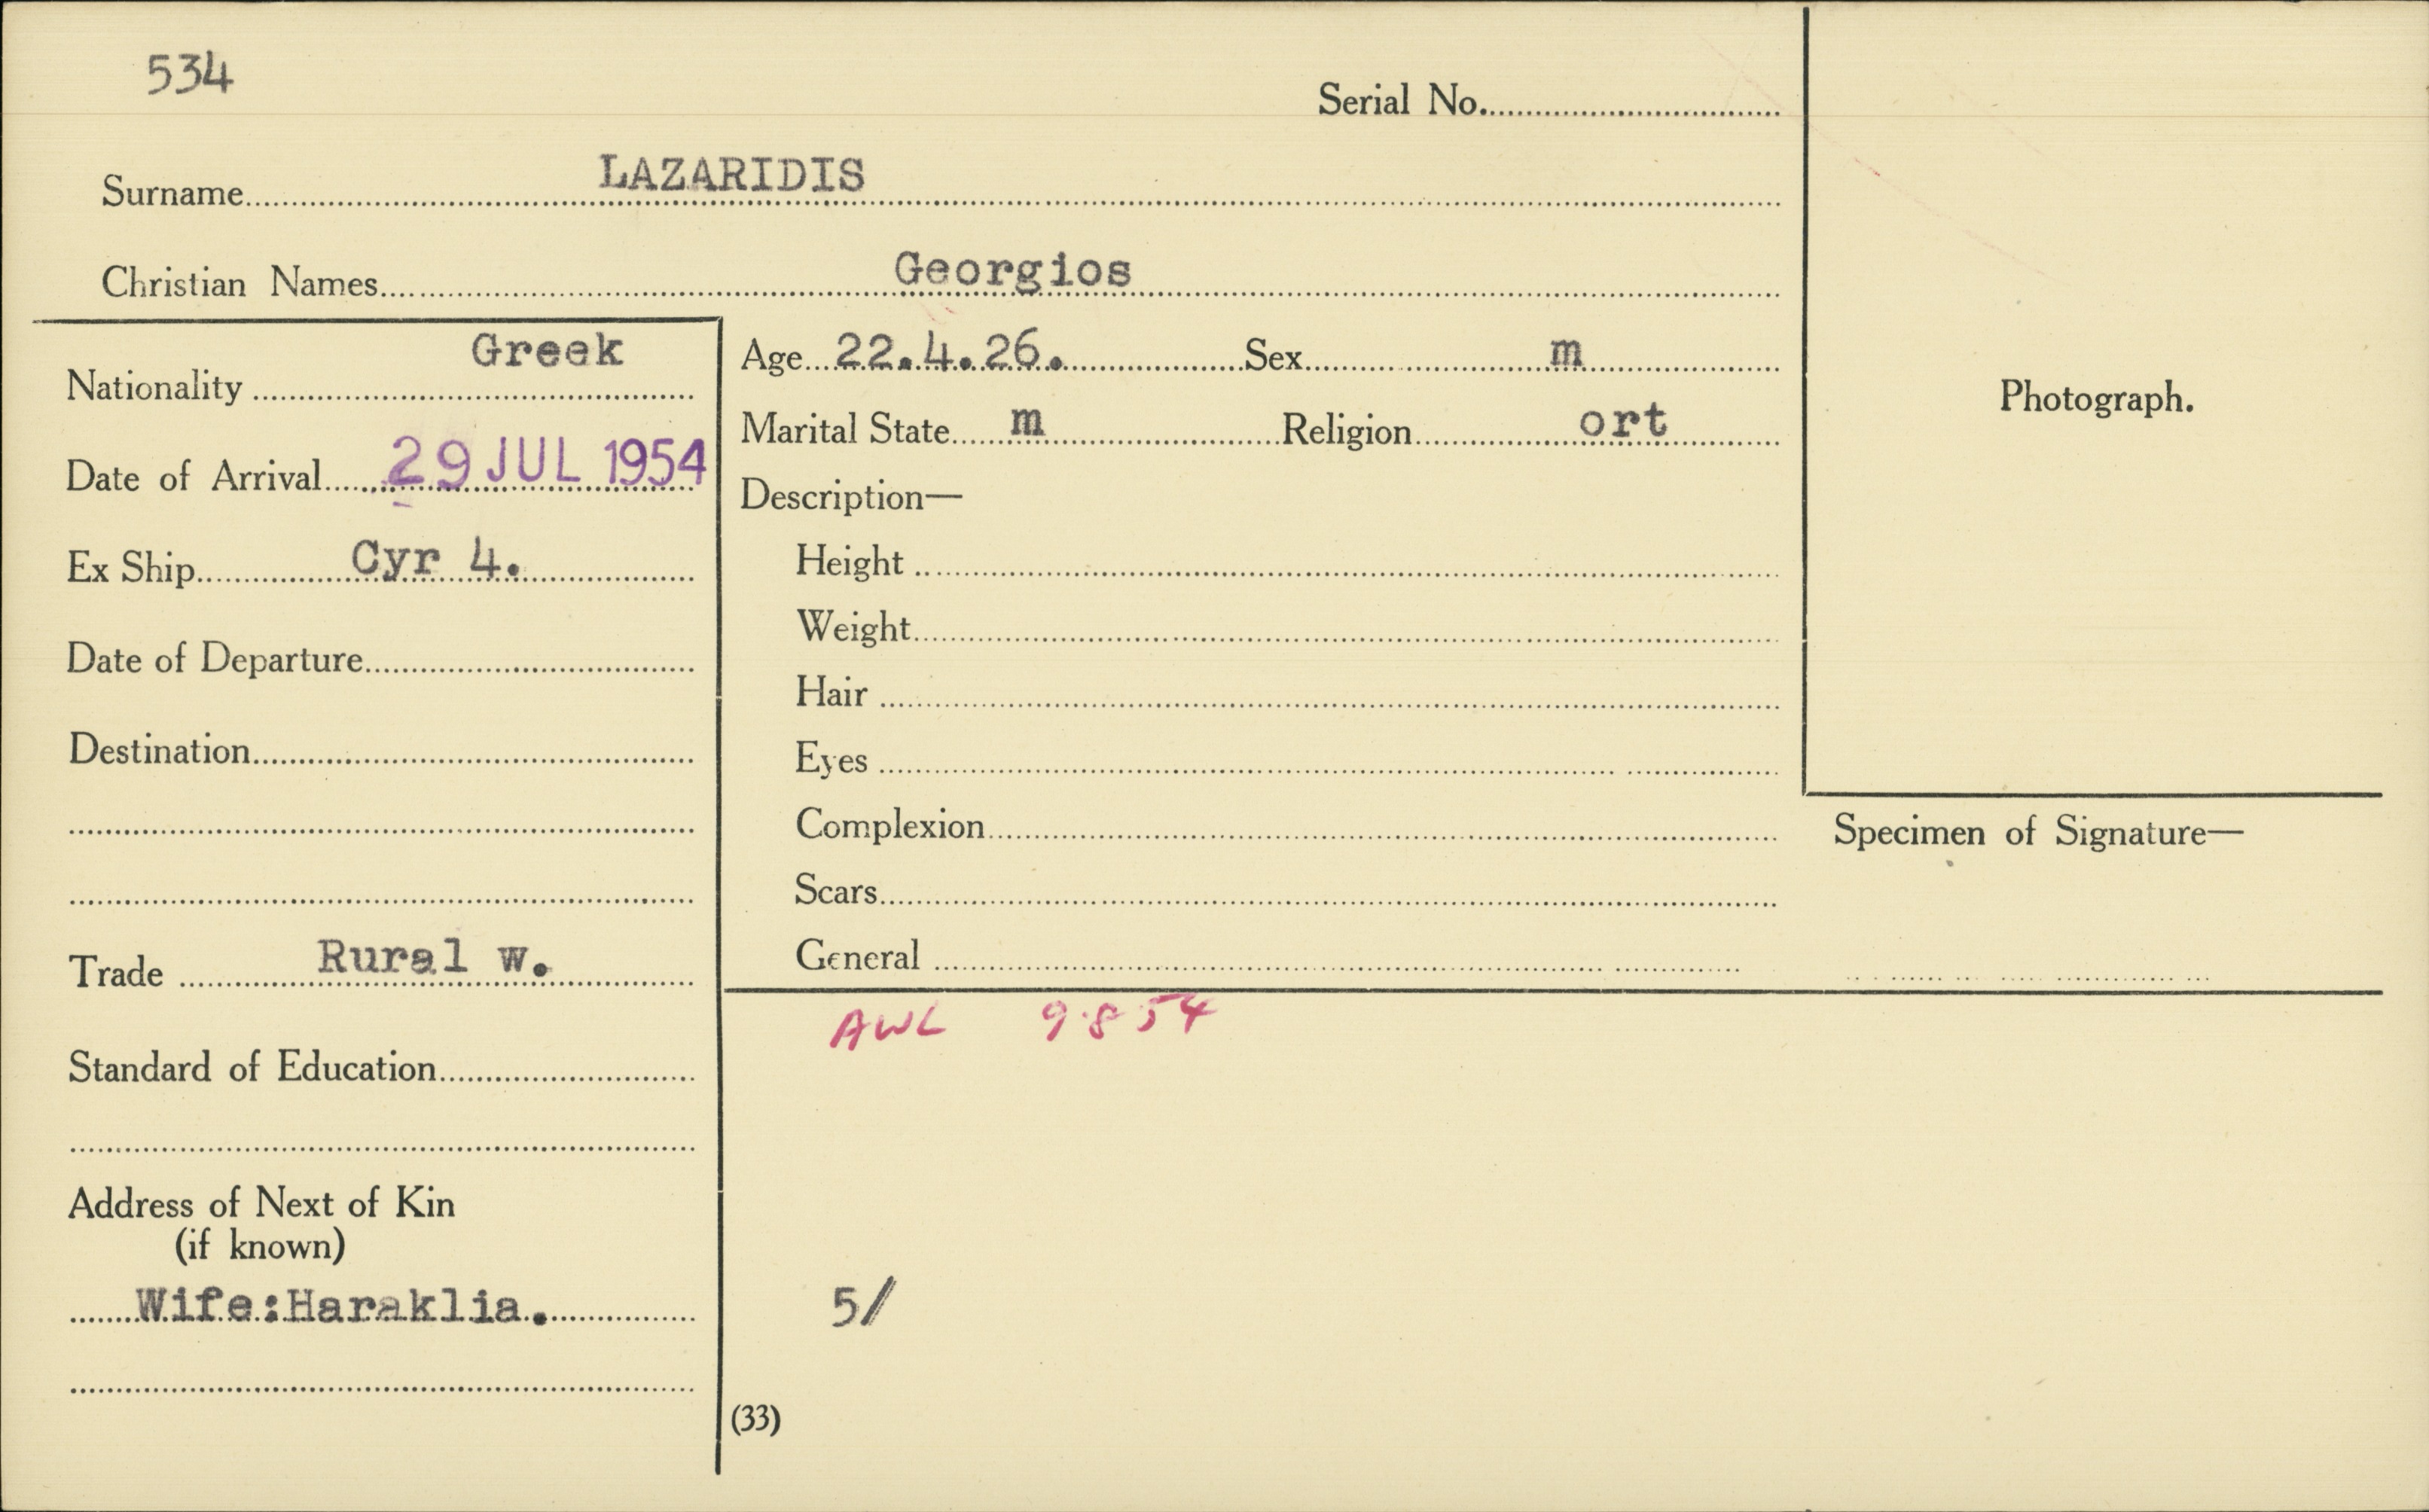 534
Serial No.
Surname LAZARIDIS
Christian Names Georgios
Nationality Greek
Date of Arrival 29 JUL 1954
Ex Ship Cyr 4.
Date of Departure
Destination
Trade Rural w.
Standard of Education
Address of Next of Kin
(if known)
Wife:Haraklia.
Age 22.4.26. Sex m
Marital State m Religion ort
Description—
Height
Weight
Hair
Eyes
Complexion
Scars
General
AWL 9.8 54
5/
(33)
Photograph.
Specimen of Signature—